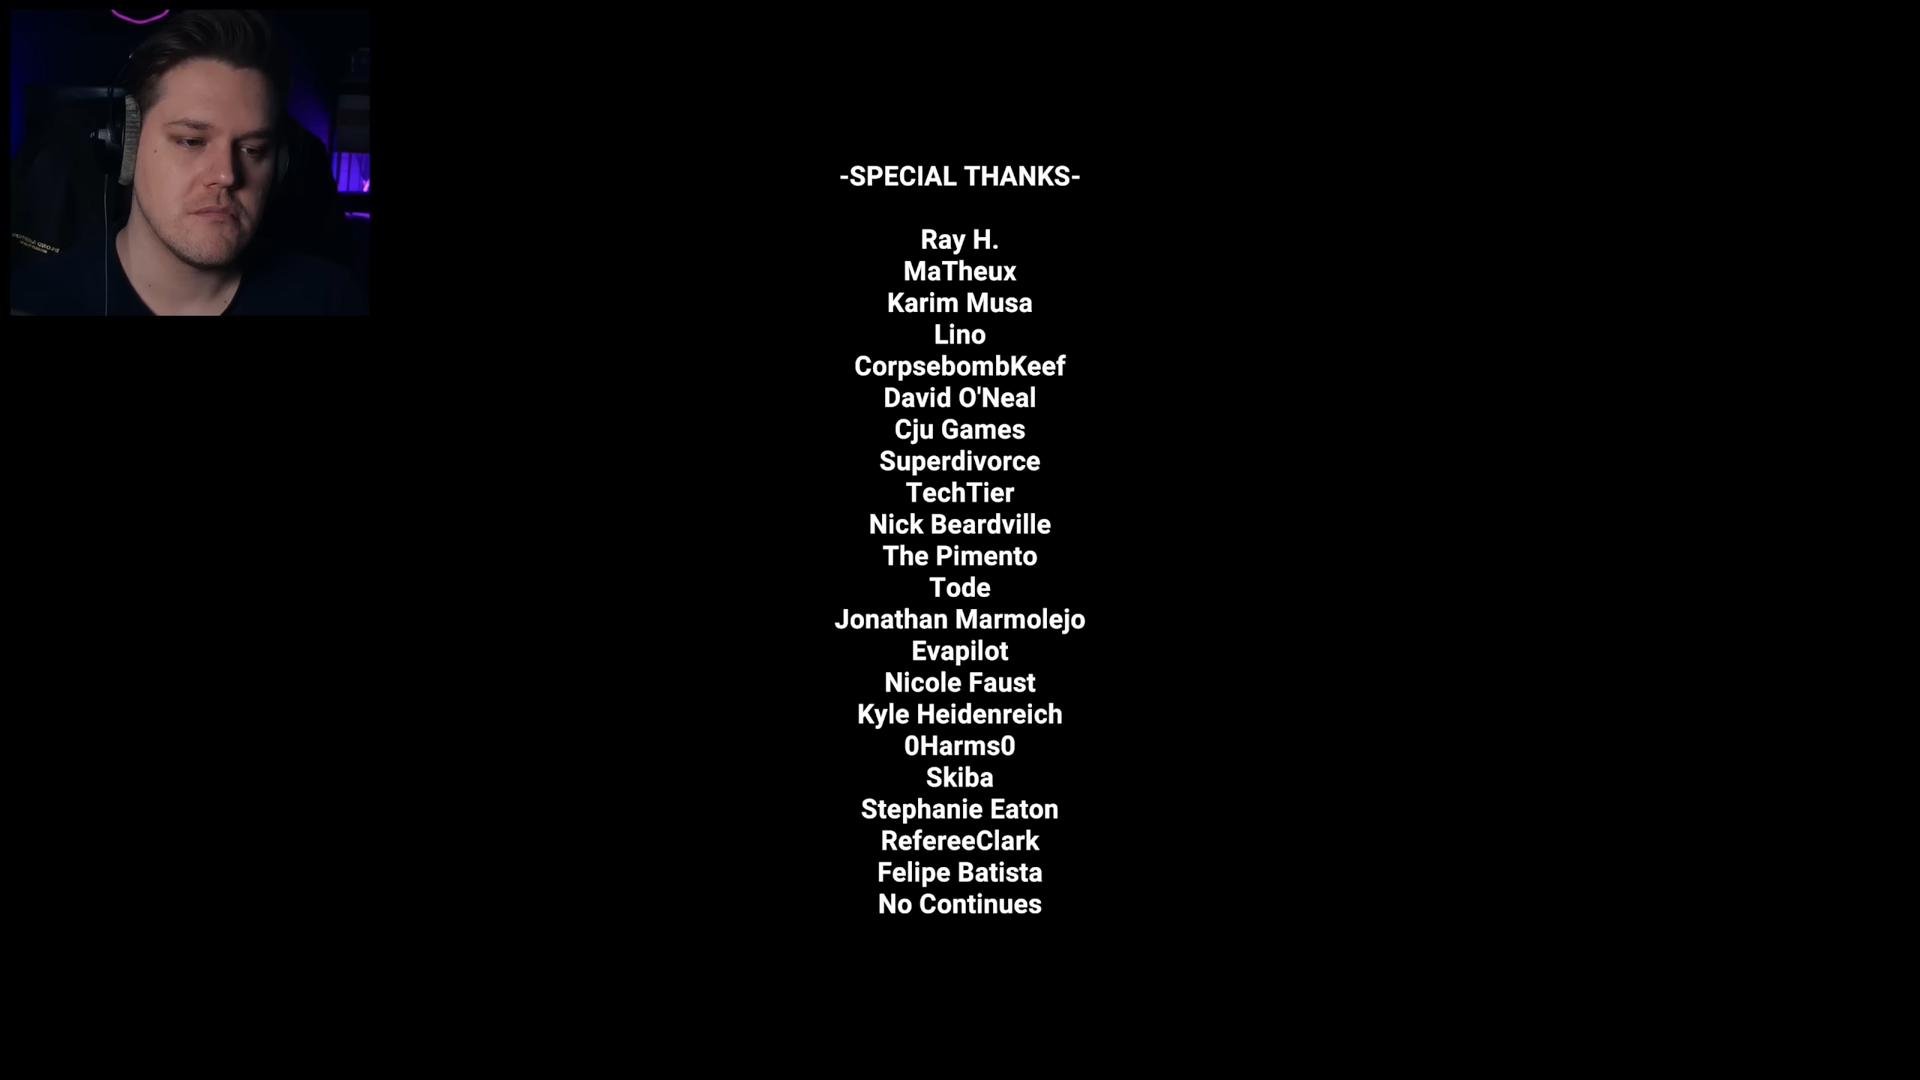 -SPECIAL THANKS-
Ray H.
MaTheux
Karim Musa
Lino
CorpsebombKeef
David O'Neal
Cju Games
Superdivorce
TechTier
Nick Beardville
The Pimento
Tode
Jonathan Marmolejo
Evapilot
Nicole Faust
Kyle Heidenreich
0Harms0
Skiba
Stephanie Eaton
RefereeClark
Felipe Batista
No Continues